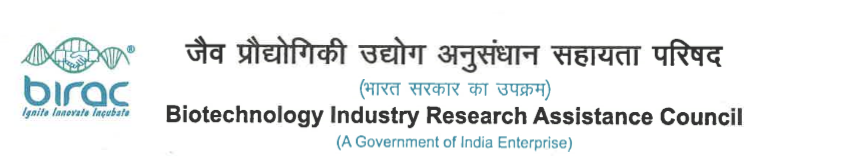 जैव प्रौद्योगिकी उद्योग अनुसंधान सहायता परिषद
(भारत सरकार का उपक्रम)
Biotechnology Industry Research Assistance Council
(A Government of India Enterprise)
®
birac
Ignite Innovate Incubate